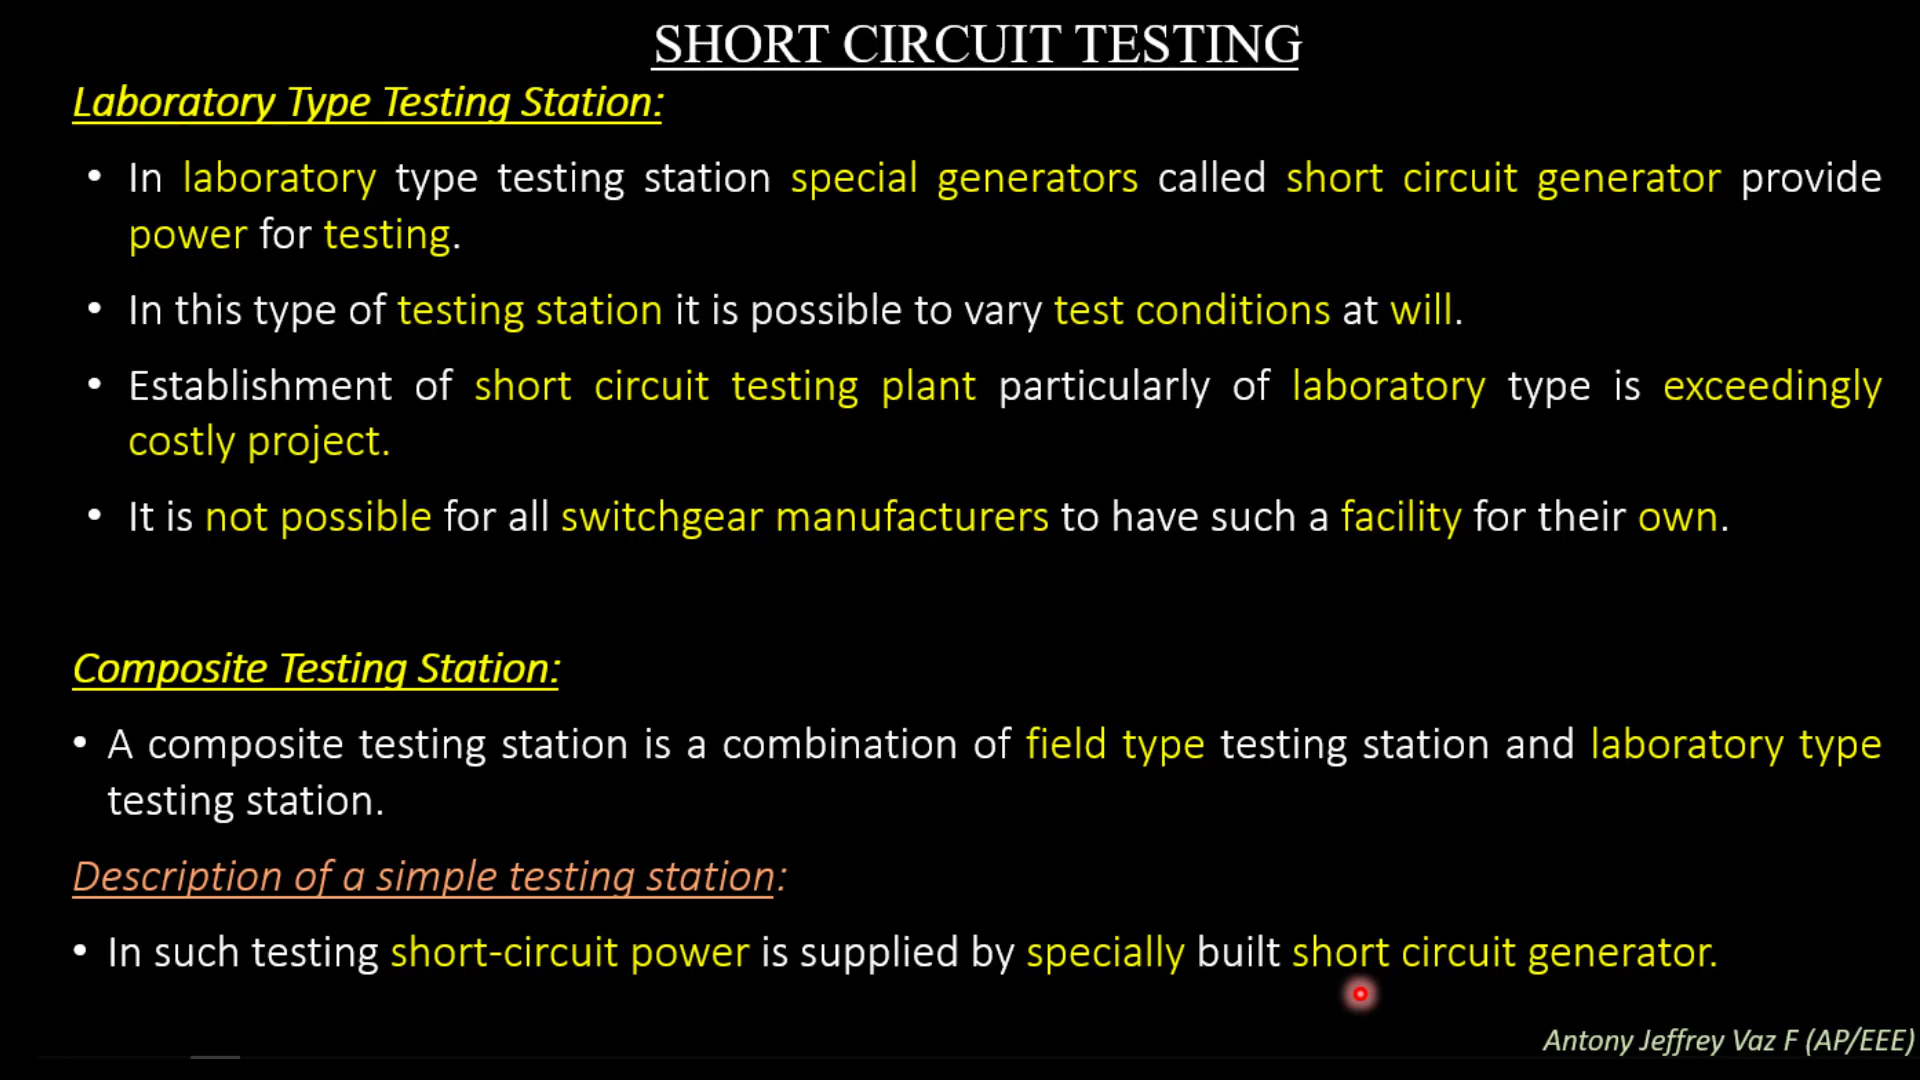 SHORT CIRCUIT TESTING
Laboratory Type Testing Station:
• In laboratory type testing station special generators called short circuit generator provide
power for testing.
• In this type of testing station it is possible to vary test conditions at will.
• Establishment of short circuit testing plant particularly of laboratory type is exceedingly
costly project.
• It is not possible for all switchgear manufacturers to have such a facility for their own.
Composite Testing Station:
• A composite testing station is a combination of field type testing station and laboratory type
testing station.
Description of a simple testing station:
• In such testing short-circuit power is supplied by specially built short circuit generator.
Antony Jeffrey Vaz F (AP/EEE)